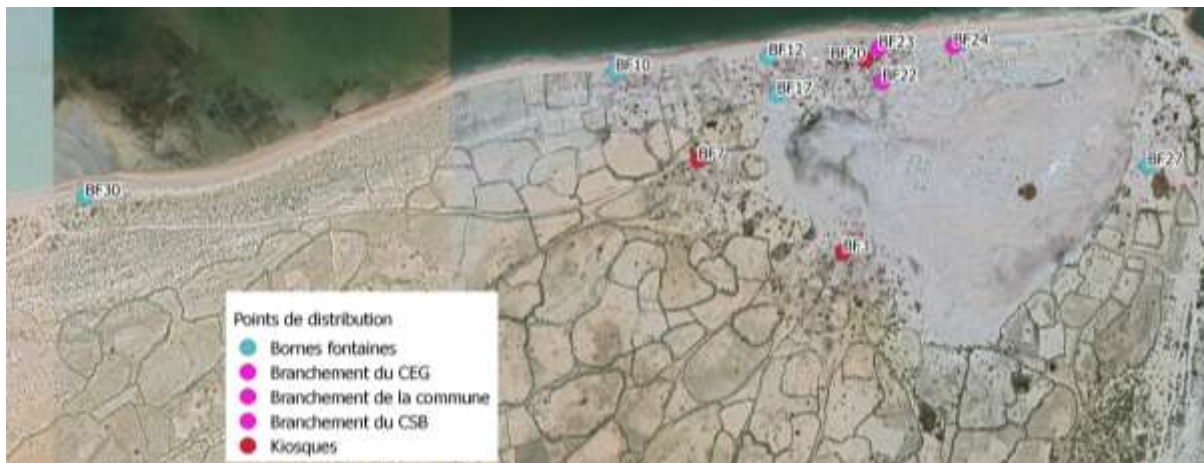 BF23
BF24
BF12
BF20
BF10
BF22
BF17
BF7
BF27
BF30
BF3
Points de distribution
Bornes fontaines
Branchement du CEG
Branchement de la commune
Branchement du CSB
Kiosques